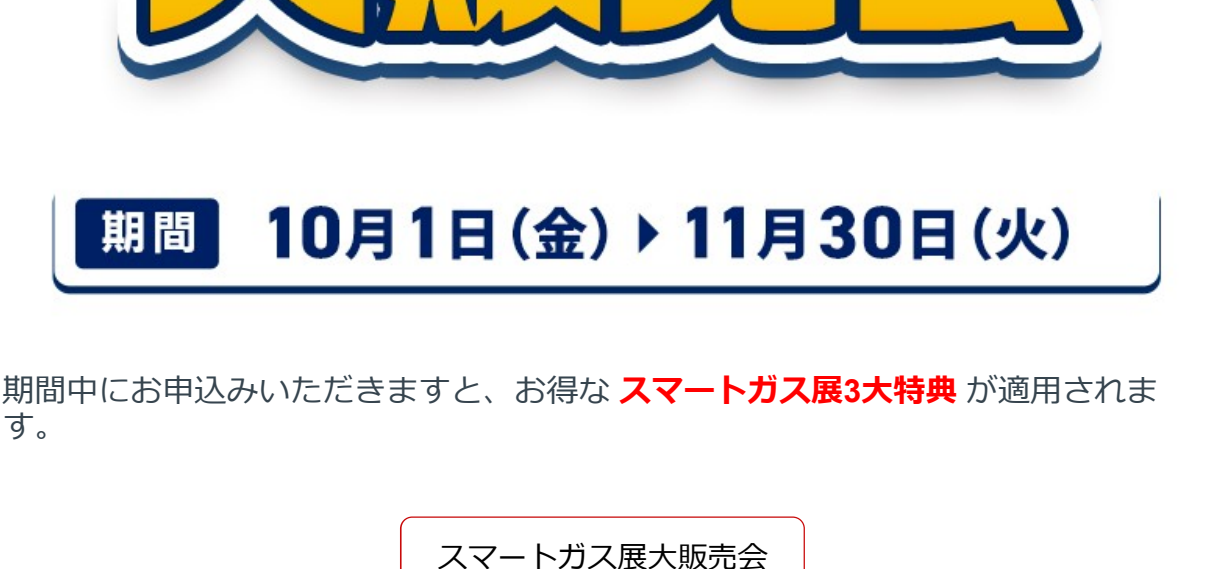 期間 10月1日(金)▶11月30日(火)
期間中にお申込みいただきますと、お得な スマートガス展3大特典 が適用されま
す。
スマートガス展大販売会